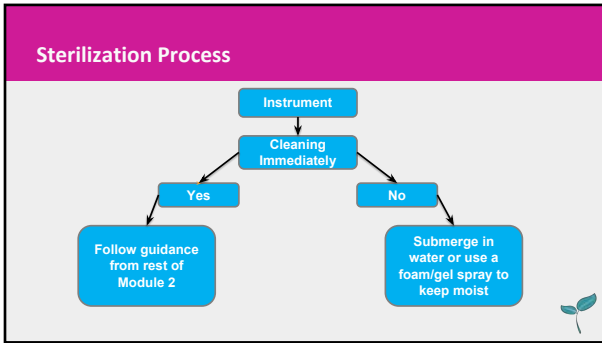 Sterilization Process
Instrument
Cleaning
Immediately
Yes
No
Follow guidance
from rest of
Module 2
Submerge in
water or use a
foam/gel spray to
keep moist